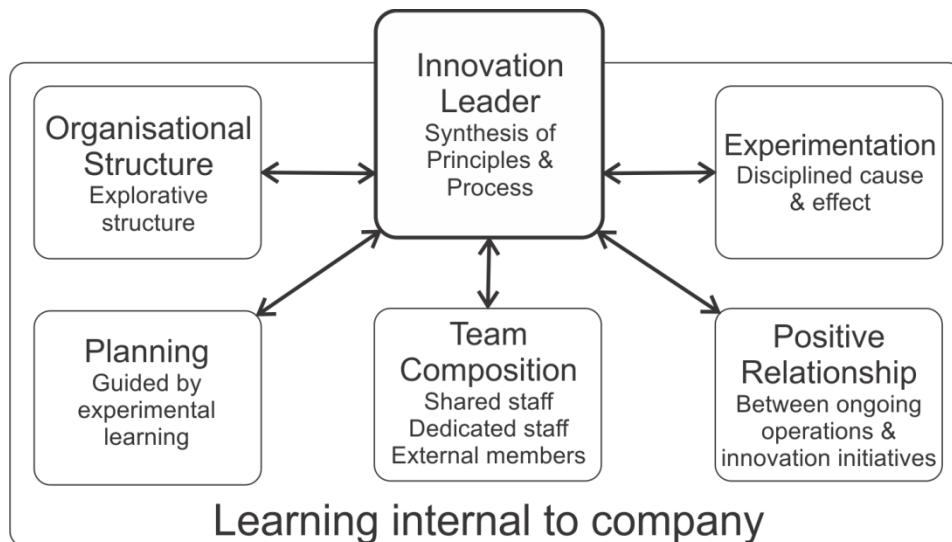 Innovation
Leader
Synthesis of
Principles &
Process
Organisational
Structure
Explorative
structure
Experimentation
Disciplined cause
& effect
Planning
Guided by
experimental
learning
Team
Composition
Shared staff
Dedicated staff
External members
Positive
Relationship
Between ongoing
operations &
innovation initiatives
Learning internal to company